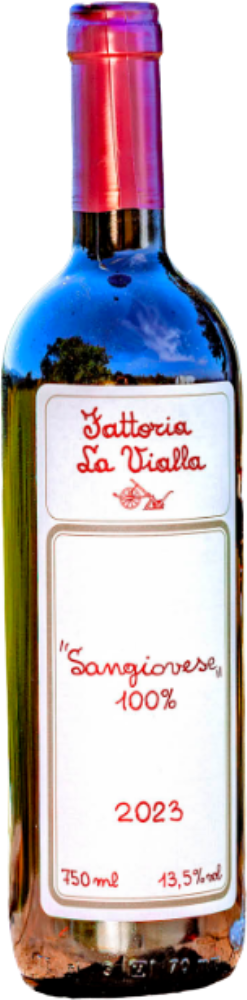 Fattoria
La Vialla
"Sangiovese"
100%
2023
750 ml 13,5% vol